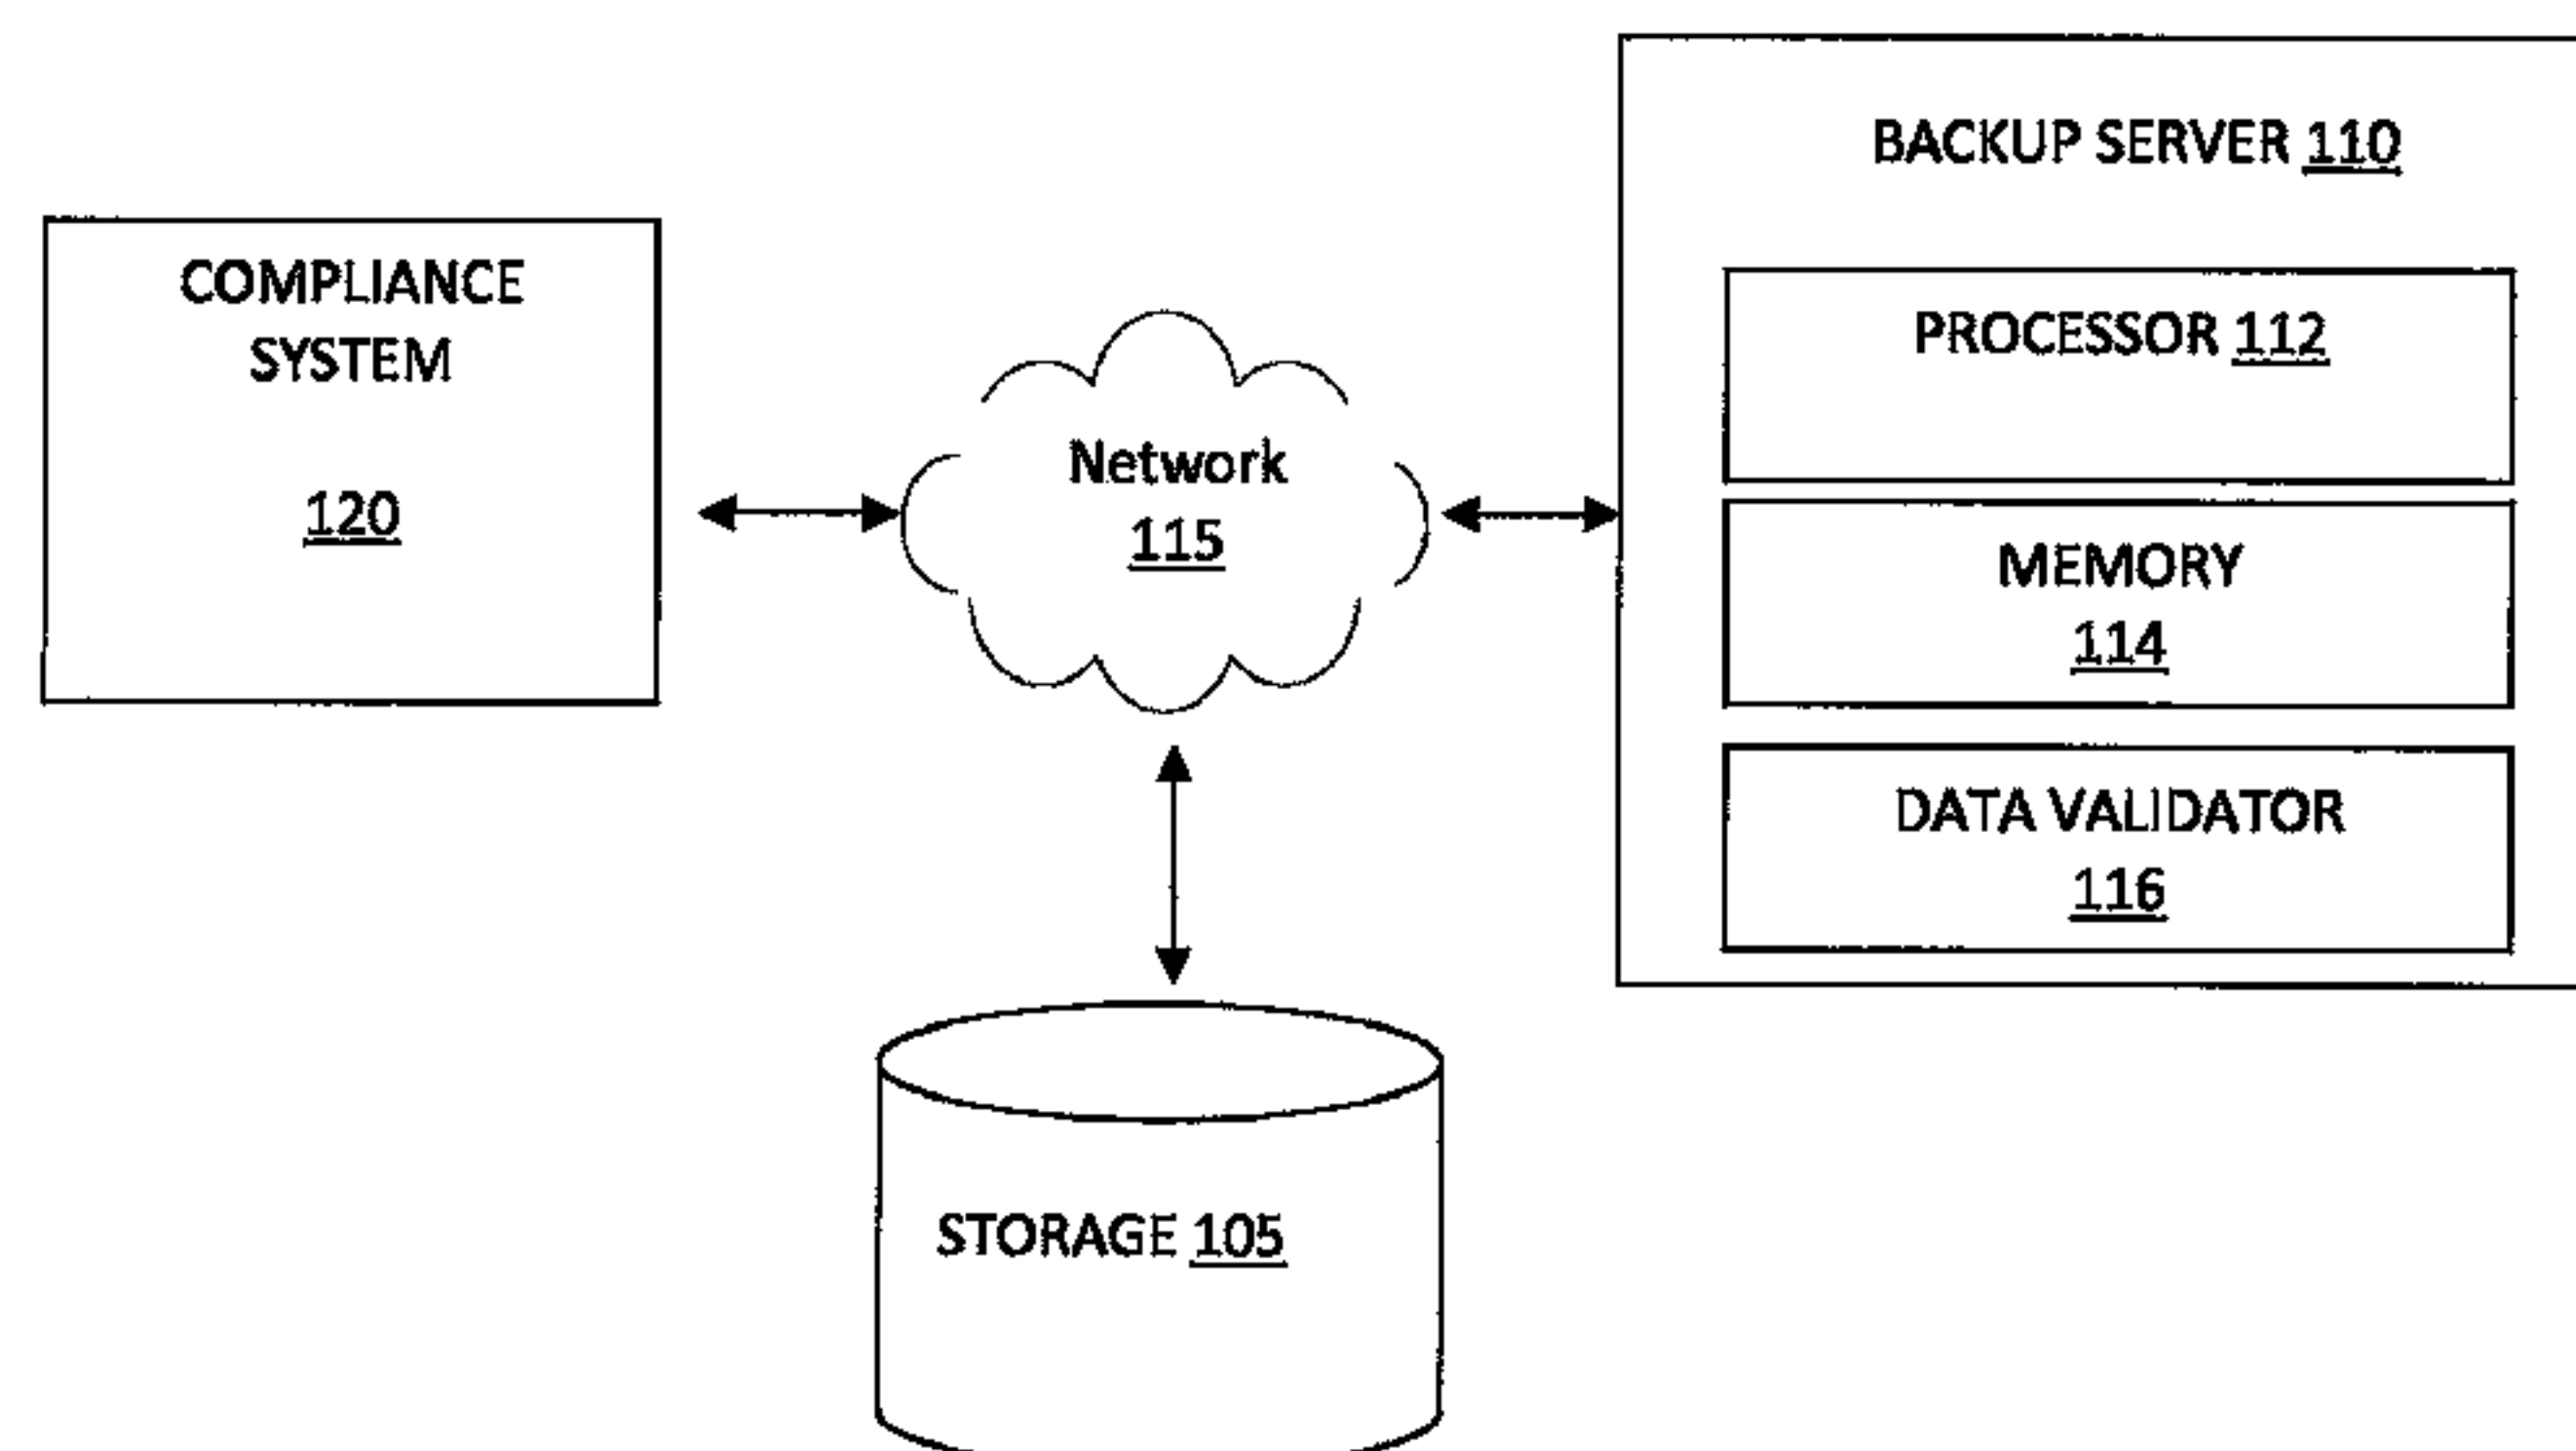 COMPLIANCE
SYSTEM
120
Network
115
BACKUP SERVER 110
PROCESSOR 112
MEMORY
114
DATA VALIDATOR
116
STORAGE 105